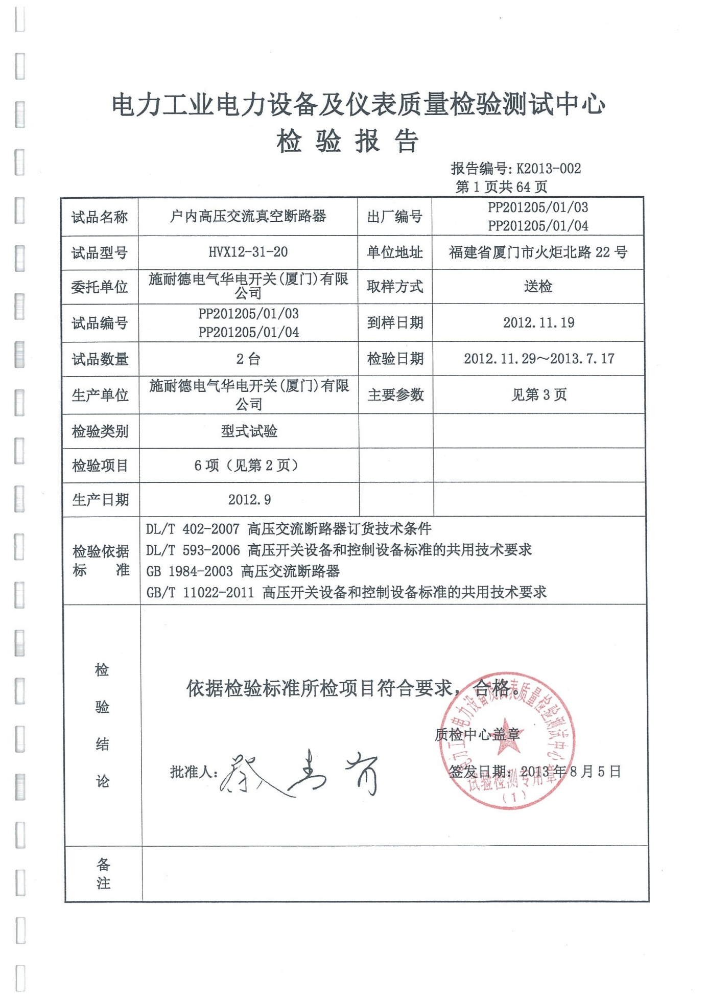 电力工业电力设备及仪表质量检验测试中心
检验报告
报告编号: K2013-002
第 1 页共 64 页
试品名称 户内高压交流真空断路器 出厂编号 PP201205/01/03
PP201205/01/04
试品型号 HVX12-31-20 单位地址 福建省厦门市火炬北路 22 号
委托单位 施耐德电气华电开关(厦门)有限
公司 取样方式 送检
试品编号 PP201205/01/03
PP201205/01/04 到样日期 2012.11.19
试品数量 2 台 检验日期 2012.11.29～2013.7.17
生产单位 施耐德电气华电开关(厦门)有限
公司 主要参数 见第 3 页
检验类别 型式试验
检验项目 6 项（见第 2 页）
生产日期 2012.9
检验依据
标 准
DL/T 402-2007 高压交流断路器订货技术条件
DL/T 593-2006 高压开关设备和控制设备标准的共用技术要求
GB 1984-2003 高压交流断路器
GB/T 11022-2011 高压开关设备和控制设备标准的共用技术要求
检
验
结
论
依据检验标准所检项目符合要求，合格。
质检中心盖章
批准人:
签发日期: 2013 年 8 月 5 日
电力工业电力设备及仪表质量检验测试中心
试验检测专用章
（1）
备
注